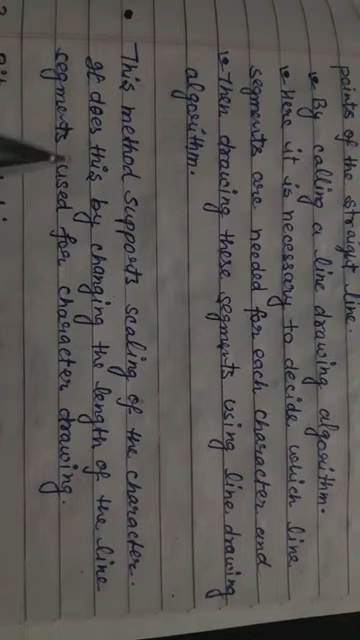 points of the straight line.
By calling a line drawing algorithm.
Here it is necessary to decide which line
segments are needed for each character and
Then drawing these segments using line drawing
algorithm.
• This method supports scaling of the character.
It does this by changing the length of the line
segments used for character drawing.